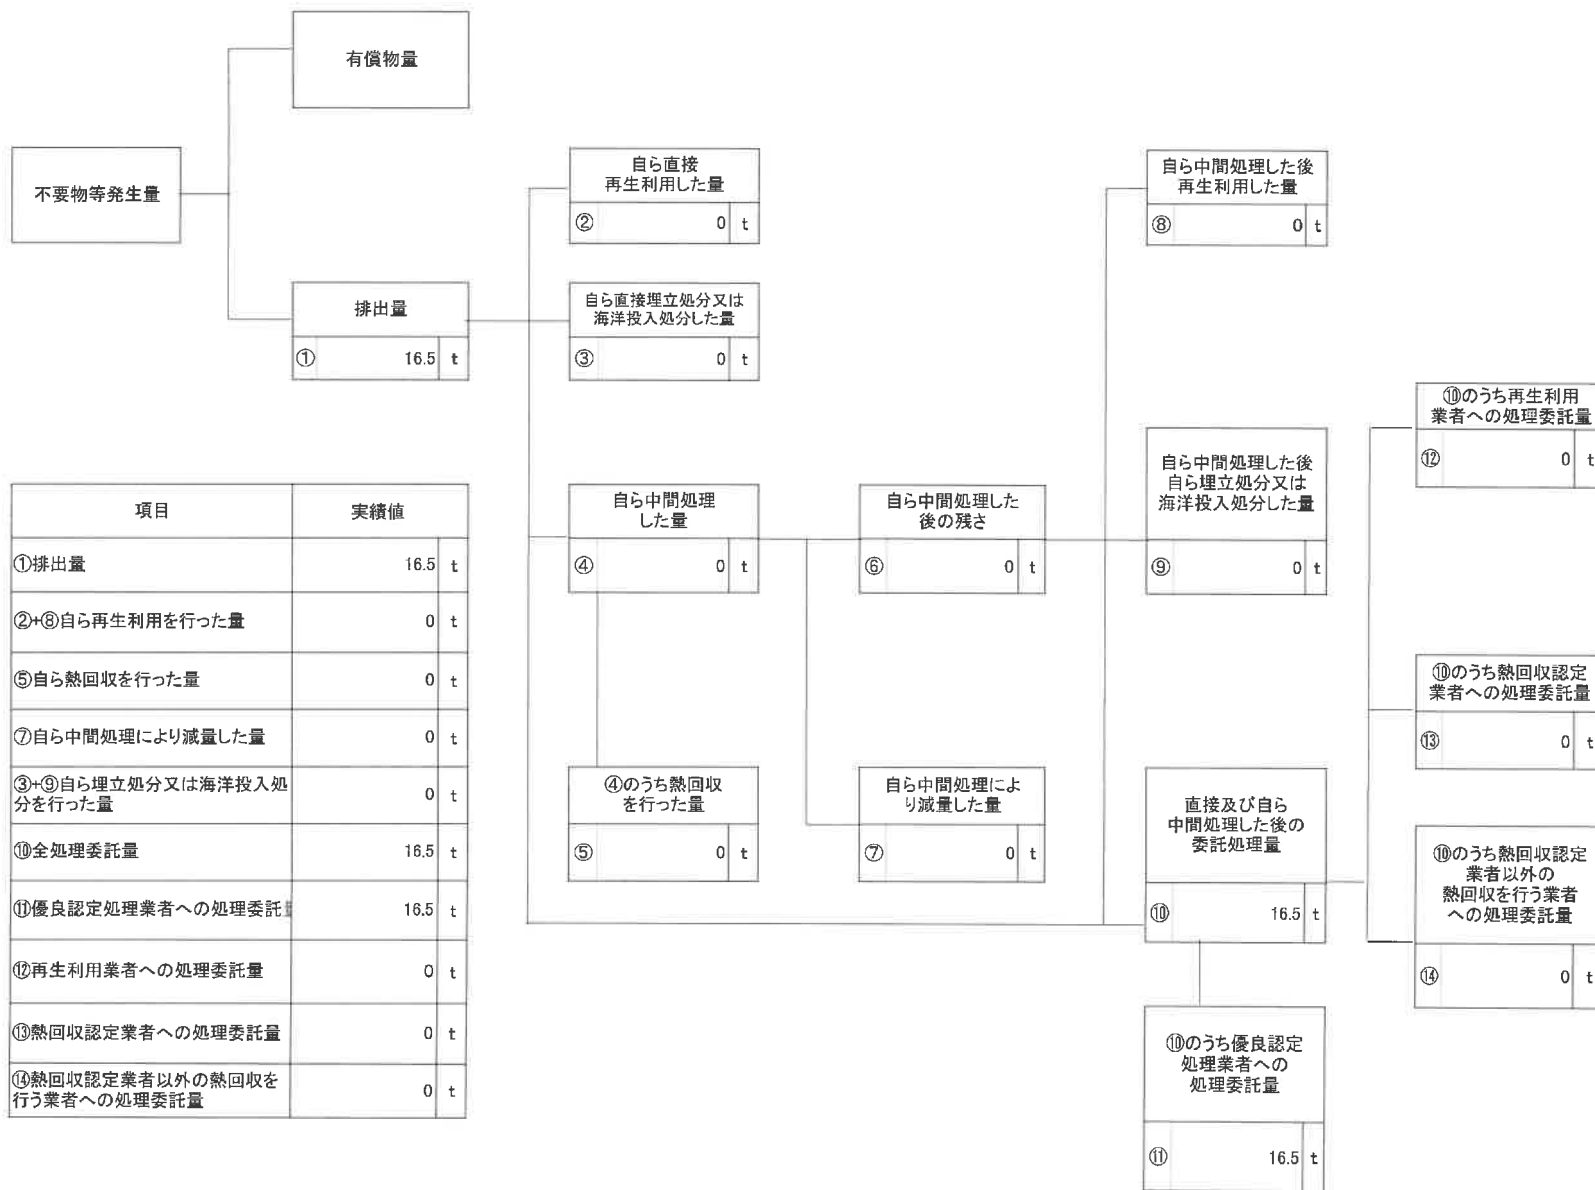 有償物量
不要物等発生量
排出量
① 16.5 t
自ら直接
再生利用した量
② 0 t
自ら直接埋立処分又は
海洋投入処分した量
③ 0 t
自ら中間処理した後
再生利用した量
⑧ 0 t
項目 実績値
①排出量 16.5 t
②+⑧自ら再生利用を行った量 0 t
⑤自ら熱回収を行った量 0 t
⑦自ら中間処理により減量した量 0 t
③+⑨自ら埋立処分又は海洋投入処
分を行った量 0 t
⑩全処理委託量 16.5 t
⑪優良認定処理業者への処理委託 16.5 t
⑫再生利用業者への処理委託量 0 t
⑬熱回収認定業者への処理委託量 0 t
⑭熱回収認定業者以外の熱回収を
行う業者への処理委託量 0 t
自ら中間処理
した量
④ 0 t
自ら中間処理した
後の残さ
⑥ 0 t
自ら中間処理した後
自ら埋立処分又は
海洋投入処分した量
⑨ 0 t
④のうち熱回収
を行った量
⑤ 0 t
自ら中間処理によ
り減量した量
⑦ 0 t
直接及び自ら
中間処理した後の
委託処理量
⑩ 16.5 t
⑩のうち優良認定
処理業者への
処理委託量
⑪ 16.5 t
⑩のうち再生利用
業者への処理委託量
⑫ 0 t
⑩のうち熱回収認定
業者への処理委託量
⑬ 0 t
⑩のうち熱回収認定
業者以外の
熱回収を行う業者
への処理委託量
⑭ 0 t